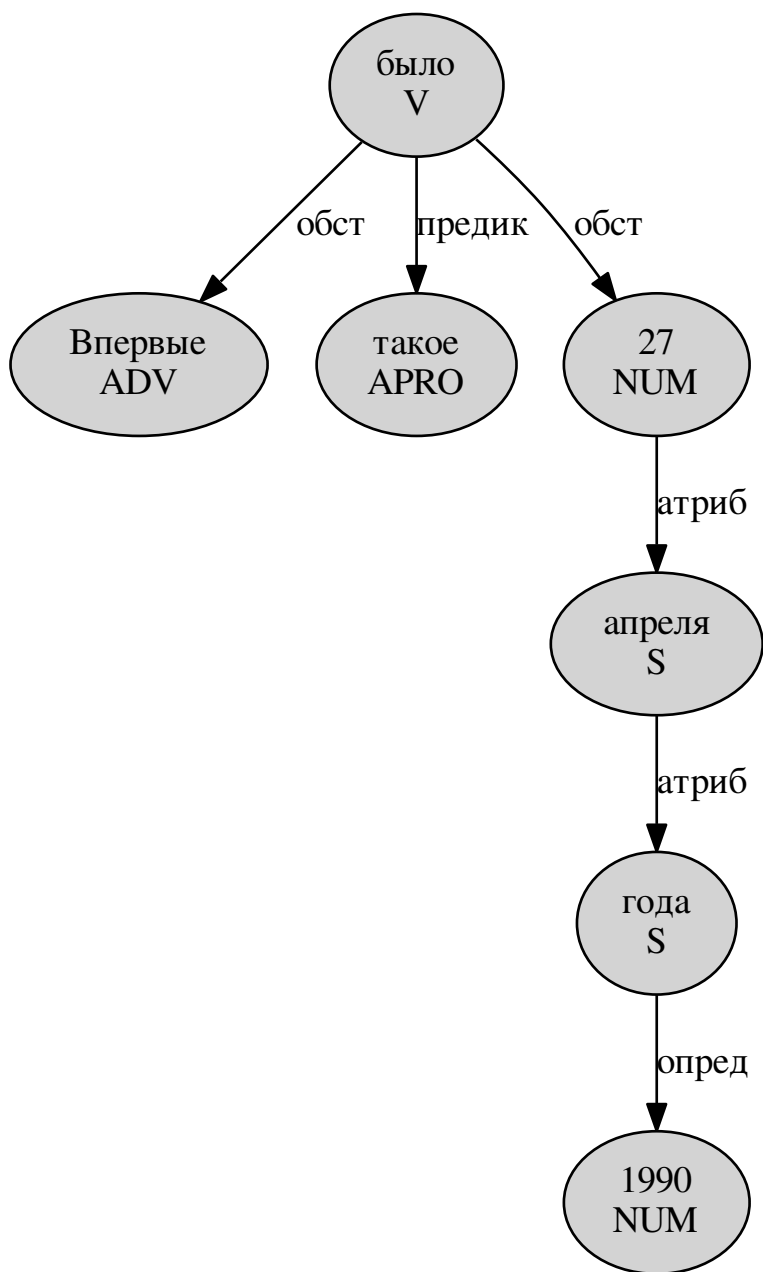 было
V
обст
предик
обст
Впервые
ADV
такое
APRO
27
NUM
атриб
апреля
S
атриб
года
S
опред
1990
NUM